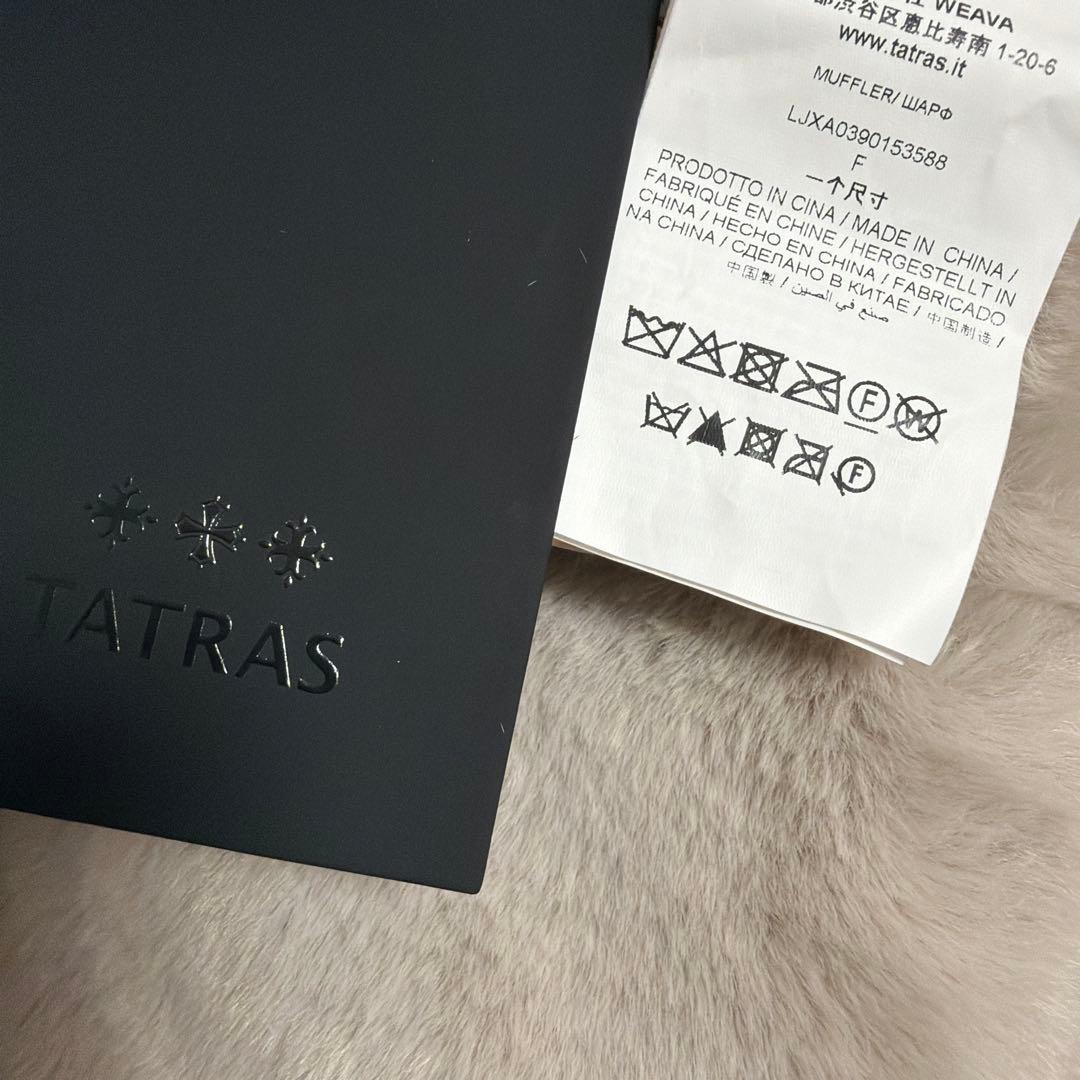 WEAVA
渋谷区恵比寿南 1-20-6
www.tatras.it
MUFFLER/ ШАРФ
LJXA0390153588
F
一个尺寸
PRODOTTO IN CINA / MADE IN CHINA /
FABRIQUÉ EN CHINE / HERGESTELLT IN
CHINA / HECHO EN CHINA / FABRICADO
NA CHINA / СДЕЛАНО В КИТАЕ / 中国制造 /
中国製 / صنع في الصين
F W
F
TATRAS